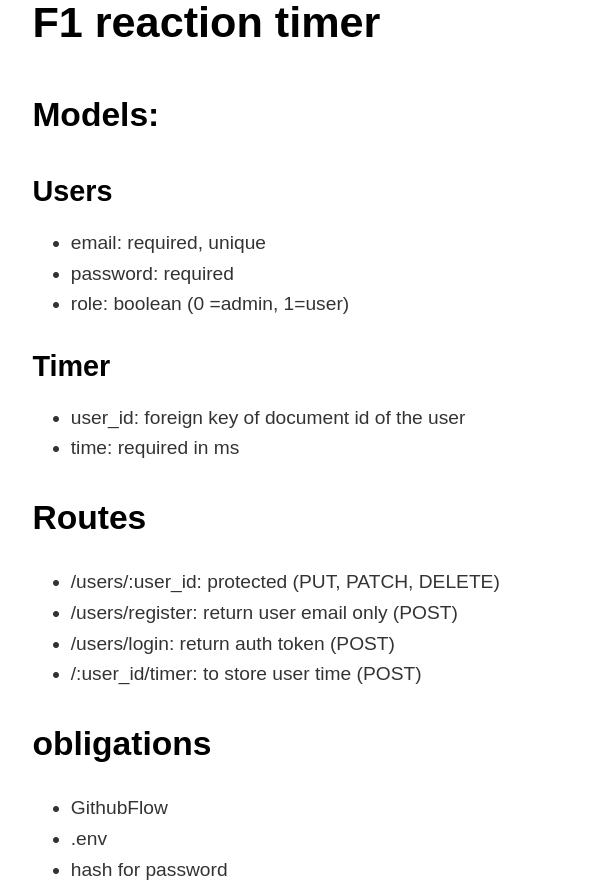 F1 reaction timer
Models:
Users
• email: required, unique
• password: required
• role: boolean (0 =admin, 1=user)
Timer
• user_id: foreign key of document id of the user
• time: required in ms
Routes
• /users/:user_id: protected (PUT, PATCH, DELETE)
• /users/register: return user email only (POST)
• /users/login: return auth token (POST)
• /:user_id/timer: to store user time (POST)
obligations
• GithubFlow
• .env
• hash for password